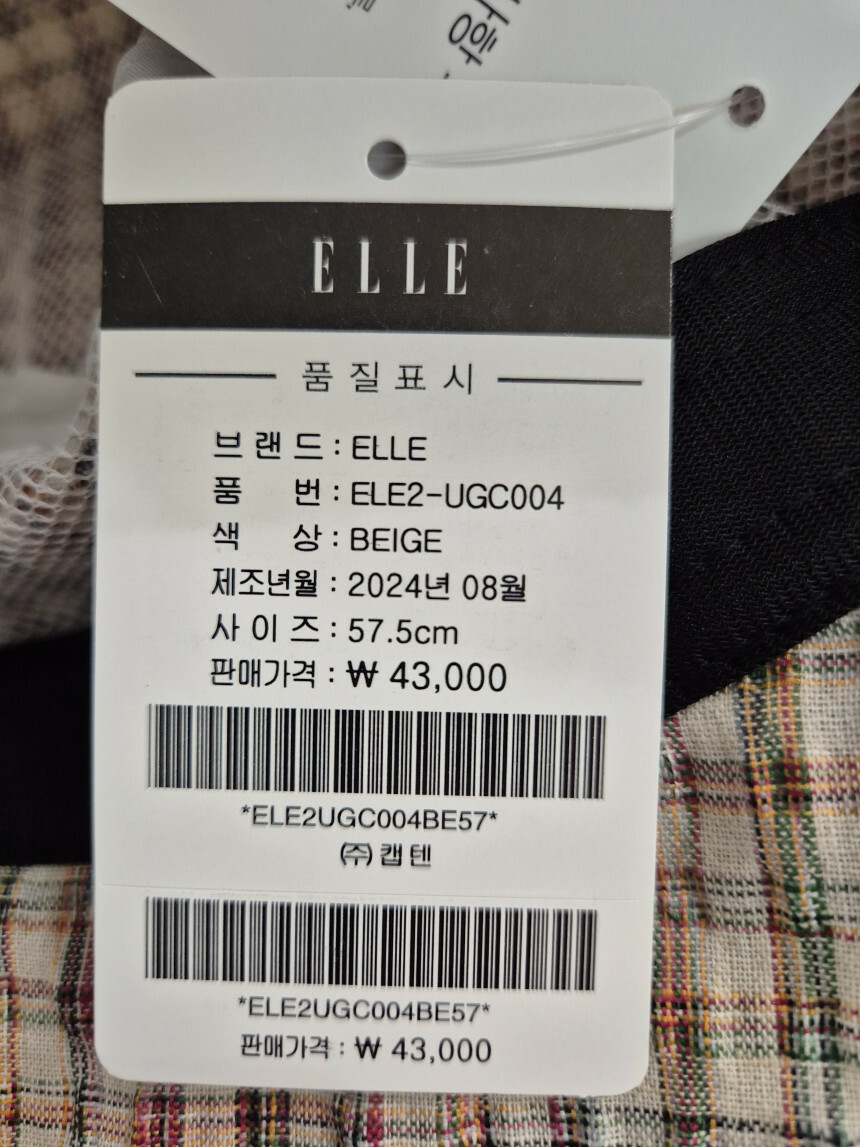 사항
ELLE
품질표시
브랜드 : ELLE
품 번 : ELE2-UGC004
색 상 : BEIGE
제조년월 : 2024년 08월
사이즈 : 57.5cm
판매가격 : ₩ 43,000
*ELE2UGC004BE57*
(주)캡텐
*ELE2UGC004BE57*
판매가격 : ₩ 43,000